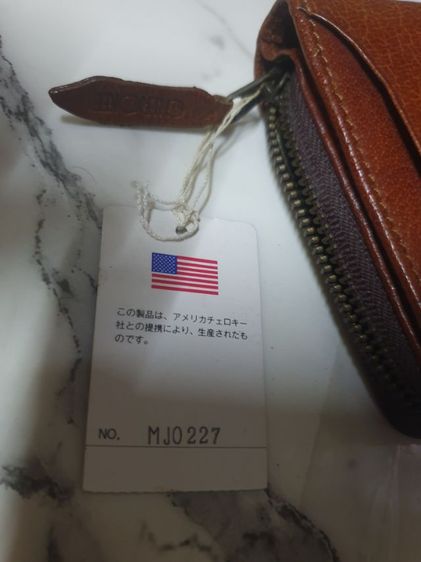 この製品は、アメリカチェロキー
社との提携により、生産されたも
のです。
NO. MJ0227